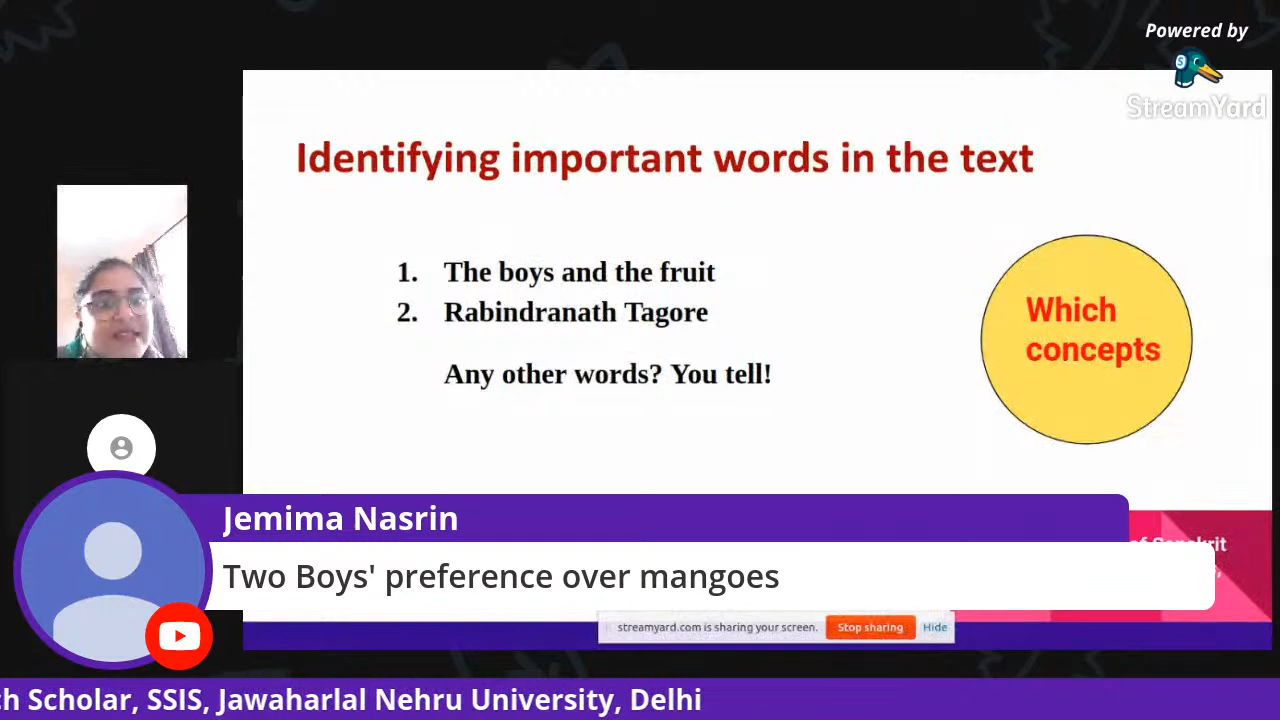 Powered by
StreamYard
Identifying important words in the text
1. The boys and the fruit
2. Rabindranath Tagore
Any other words? You tell!
Which
concepts
Jemima Nasrin
of Sanskrit
Two Boys' preference over mangoes
streamyard.com is sharing your screen. Stop sharing Hide
Scholar, SSIS, Jawaharlal Nehru University, Delhi